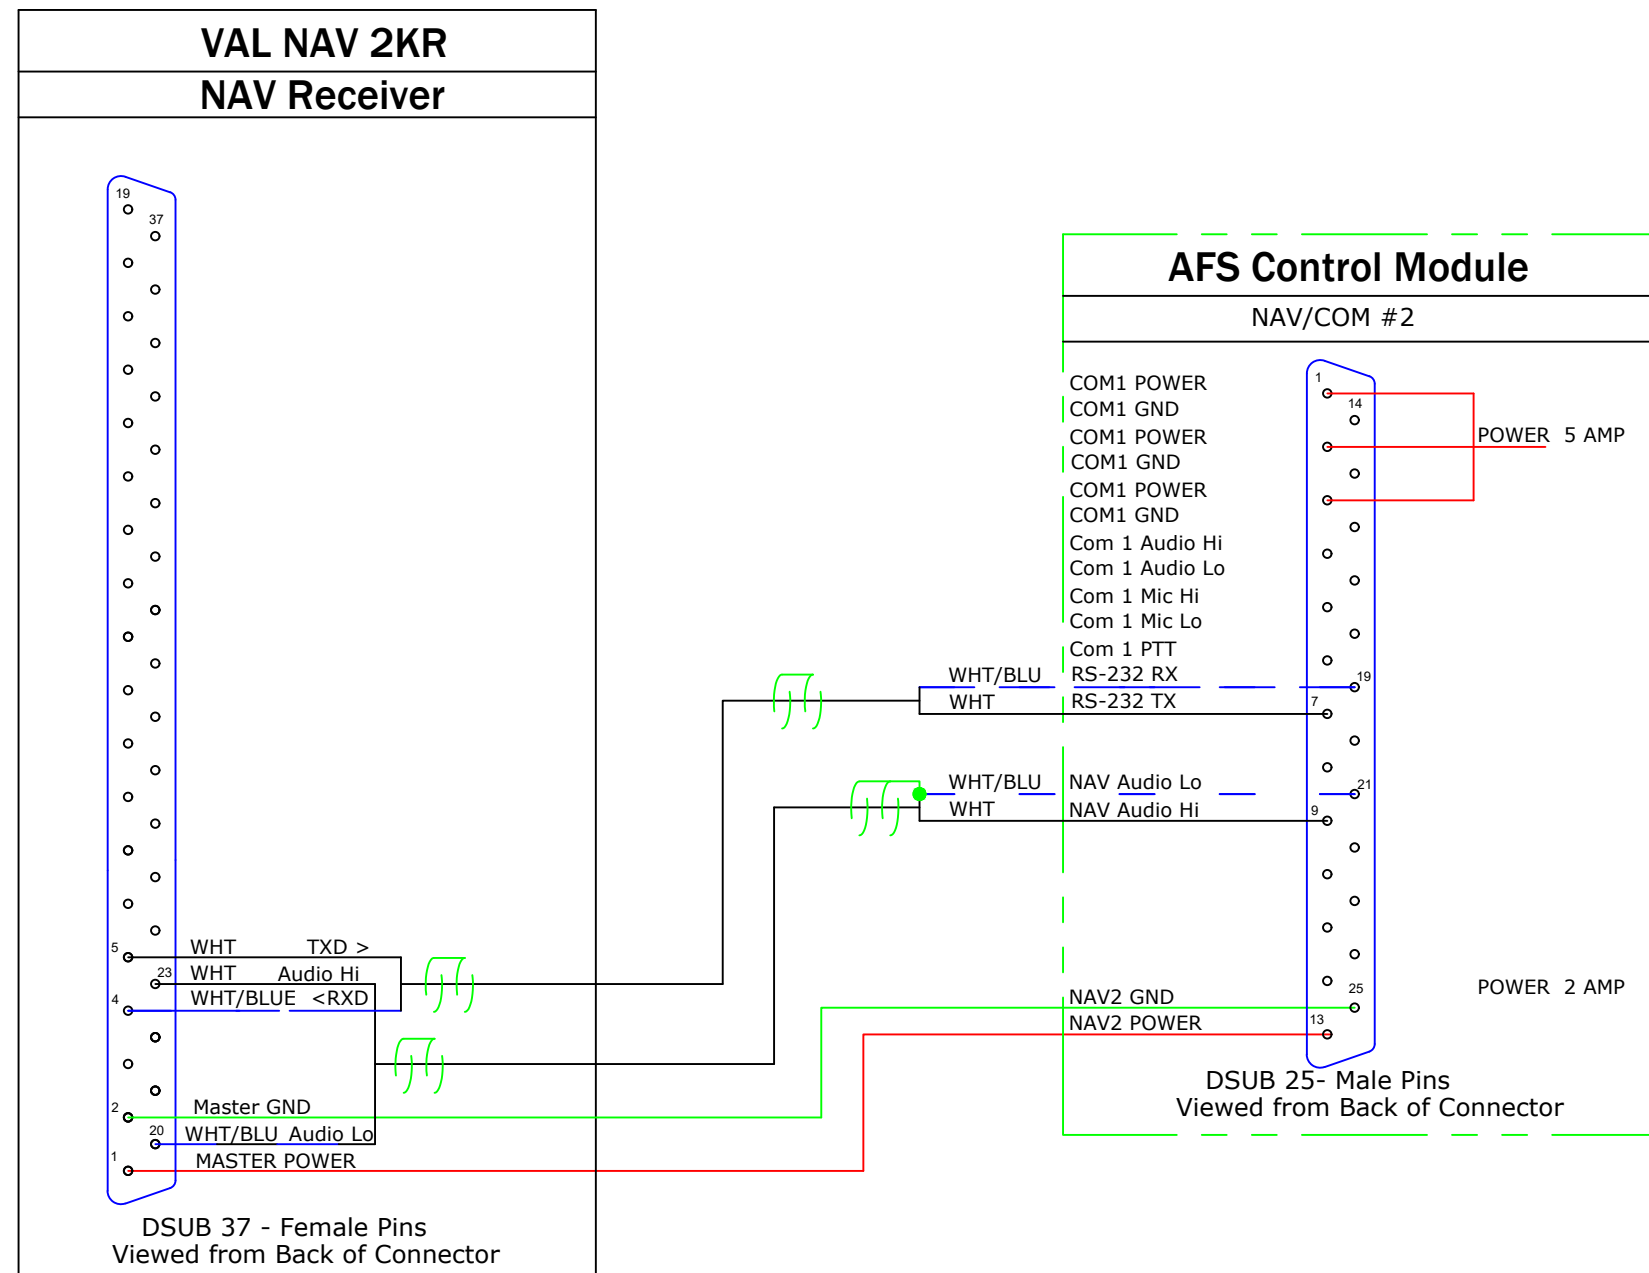 VAL NAV 2KR
NAV Receiver
19
37
5
WHT TXD >
23
WHT Audio Hi
4
WHT/BLUE <RXD
2
Master GND
20
WHT/BLU Audio Lo
1
MASTER POWER
DSUB 37 - Female Pins
Viewed from Back of Connector
AFS Control Module
NAV/COM #2
COM1 POWER
1
COM1 GND
14
COM1 POWER
POWER 5 AMP
COM1 GND
COM1 POWER
COM1 GND
Com 1 Audio Hi
Com 1 Audio Lo
Com 1 Mic Hi
Com 1 Mic Lo
Com 1 PTT
WHT/BLU RS-232 RX
19
WHT RS-232 TX
7
WHT/BLU NAV Audio Lo
21
WHT NAV Audio Hi
9
POWER 2 AMP
NAV2 GND
25
NAV2 POWER
13
DSUB 25- Male Pins
Viewed from Back of Connector